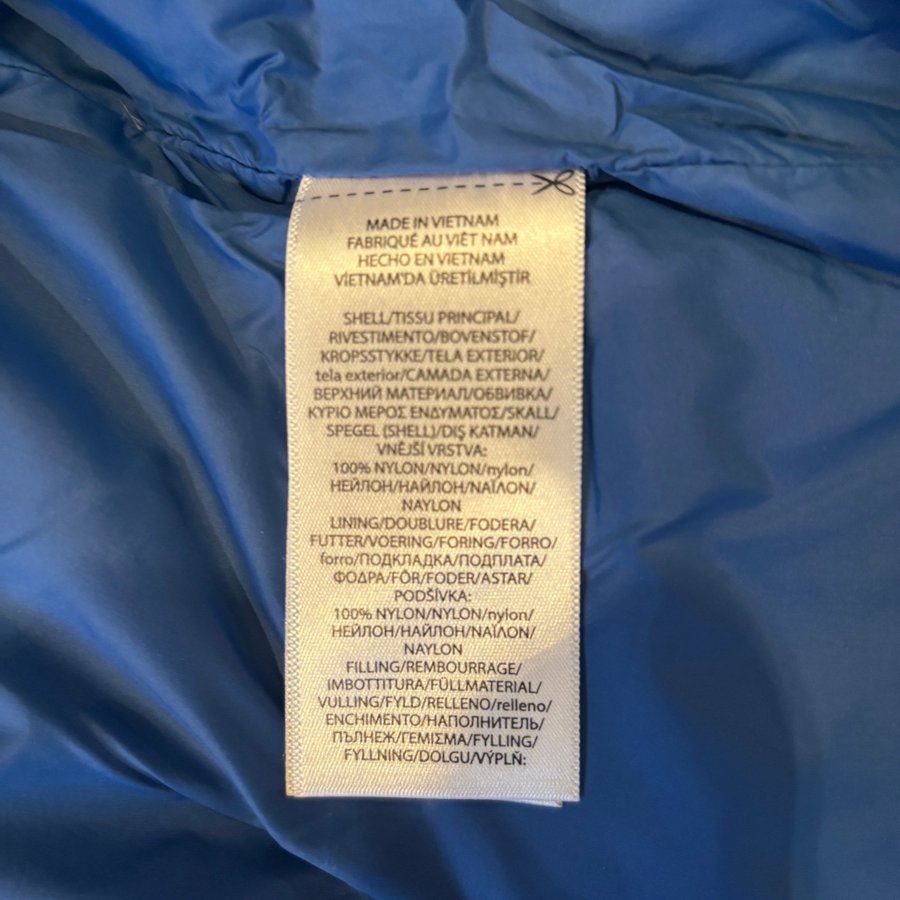 MADE IN VIETNAM
FABRIQUÉ AU VIÊT NAM
HECHO EN VIETNAM
VİETNAM'DA ÜRETİLMİŞTİR
SHELL/TISSU PRINCIPAL/
RIVESTIMENTO/BOVENSTOF/
KROPSSTYKKE/TELA EXTERIOR/
tela exterior/CAMADA EXTERNA/
ВЕРХНИЙ МАТЕРИАЛ/ОБВИВКА/
ΚΥΡΙΟ ΜΕΡΟΣ ΕΝΔΥΜΑΤΟΣ/SKALL/
SPEGEL (SHELL)/DIŞ KATMAN/
VNĚJŠÍ VRSTVA:
100% NYLON/NYLON/nylon/
НЕЙЛОН/НАЙЛОН/ΝΑΪΛΟΝ/
NAYLON
LINING/DOUBLURE/FODERA/
FUTTER/VOERING/FORING/FORRO/
forro/ПОДКЛАДКА/ПОДПЛАТА/
ΦΟΔΡΑ/FÔR/FODER/ASTAR/
PODŠÍVKA:
100% NYLON/NYLON/nylon/
НЕЙЛОН/НАЙЛОН/ΝΑΪΛΟΝ/
NAYLON
FILLING/REMBOURRAGE/
IMBOTTITURA/FÜLLMATERIAL/
VULLING/FYLD/RELLENO/relleno/
ENCHIMENTO/НАПОЛНИТЕЛЬ/
ПЪЛНЕЖ/ΓΕΜΙΣΜΑ/FYLLING/
FYLLNING/DOLGU/VÝPLŇ: